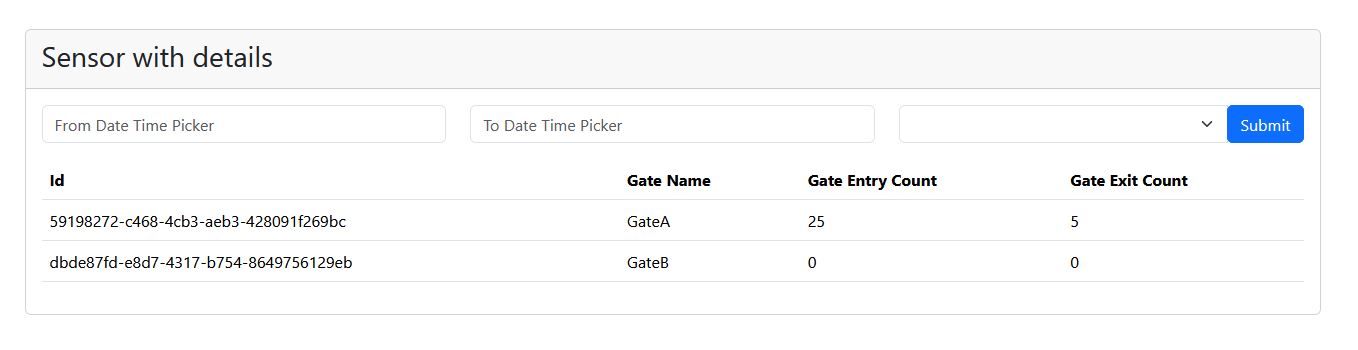 Sensor with details
From Date Time Picker To Date Time Picker Submit
Id Gate Name Gate Entry Count Gate Exit Count
59198272-c468-4cb3-aeb3-428091f269bc GateA 25 5
dbde87fd-e8d7-4317-b754-8649756129eb GateB 0 0